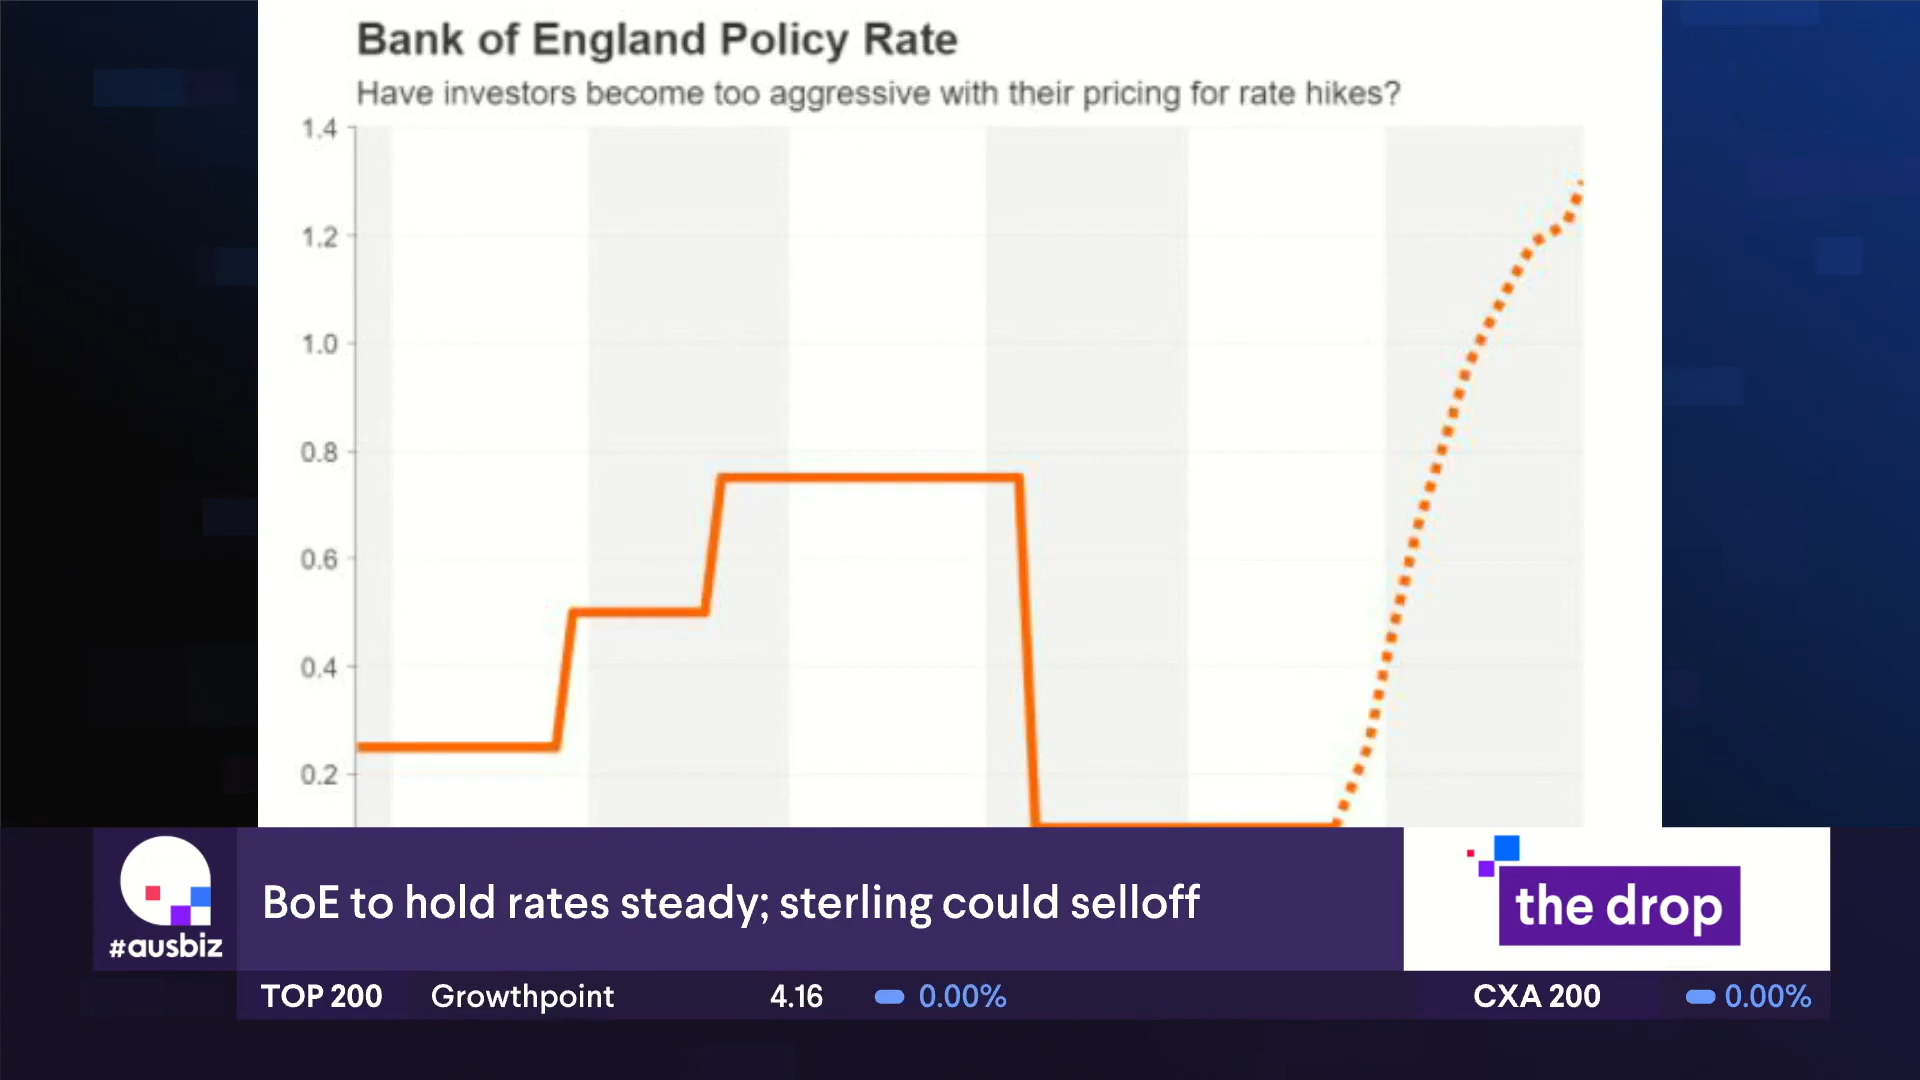 Bank of England Policy Rate
Have investors become too aggressive with their pricing for rate hikes?
1.4
1.2
1.0
0.8
0.6
0.4
0.2
BoE to hold rates steady; sterling could selloff
#ausbiz
the drop
TOP 200 Growthpoint 4.16 0.00% CXA 200 0.00%